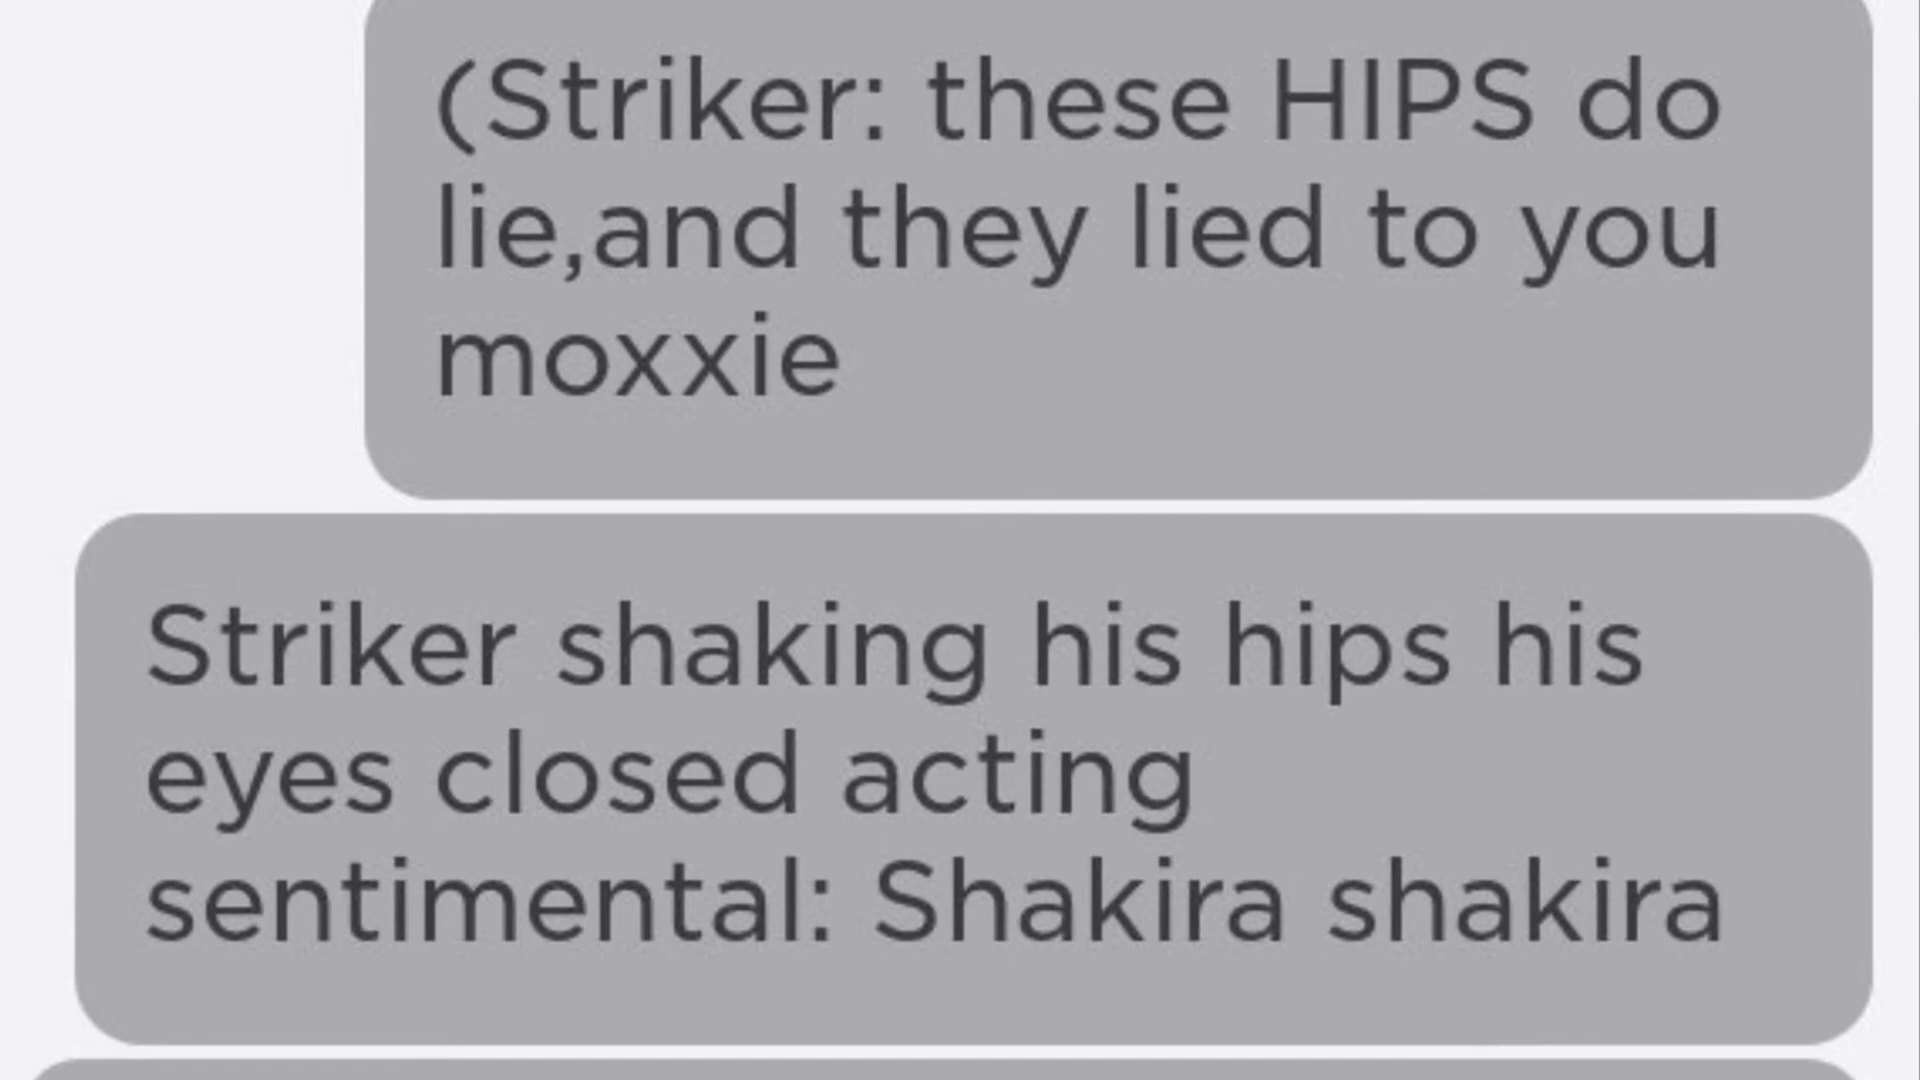 (Striker: these HIPS do
lie,and they lied to you
moxxie
Striker shaking his hips his
eyes closed acting
sentimental: Shakira shakira